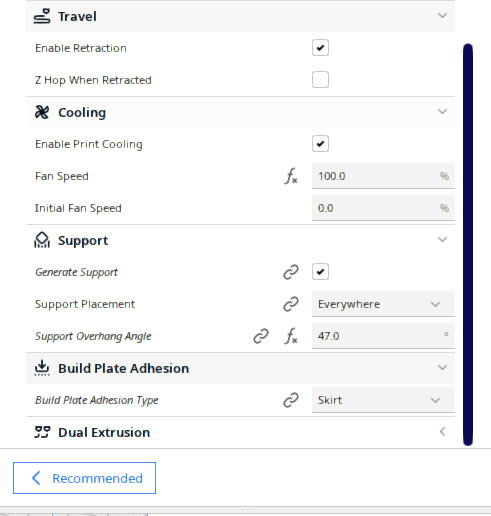 Travel
Enable Retraction
Z Hop When Retracted
Cooling
Enable Print Cooling
Fan Speed 100.0 %
Initial Fan Speed 0.0 %
Support
Generate Support
Support Placement Everywhere
Support Overhang Angle 47.0 °
Build Plate Adhesion
Build Plate Adhesion Type Skirt
Dual Extrusion
Recommended